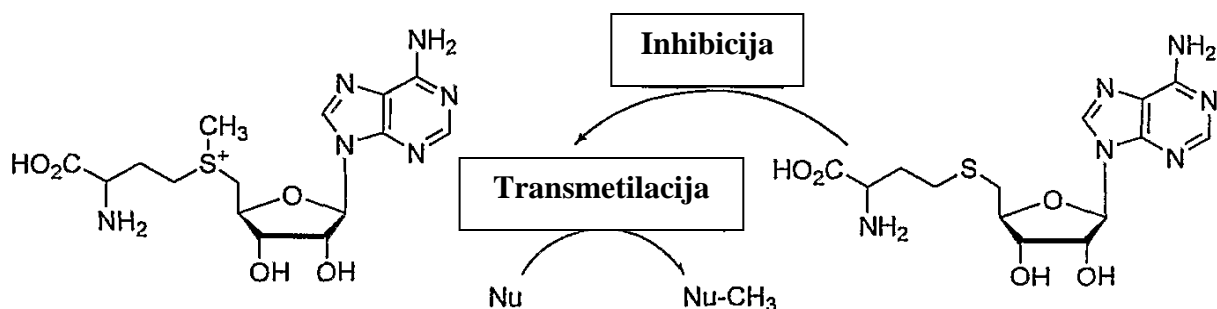 Inhibicija
Transmetilacija
NH₂
N
N
N
N
CH₃
S⁺
HO₂C
NH₂
O
OH
OH
Nu
Nu-CH₃
NH₂
N
N
N
N
S
HO₂C
NH₂
O
OH
OH